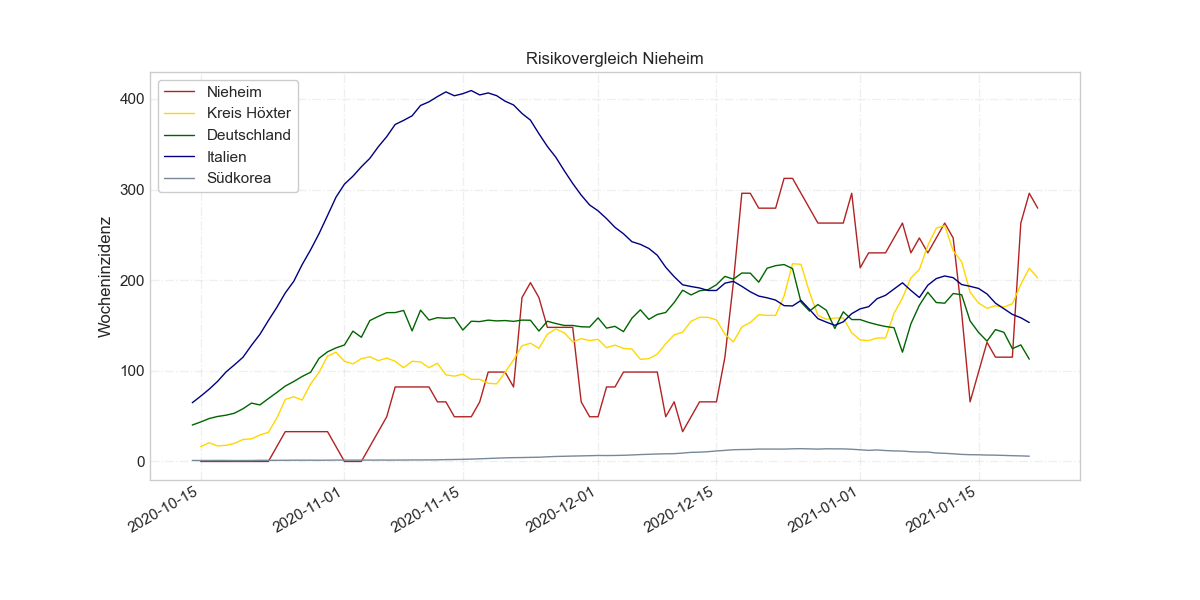 Risikovergleich Nieheim
Nieheim
Kreis Höxter
Deutschland
Italien
Südkorea
Wocheninzidenz
400
300
200
100
0
2020-10-15
2020-11-01
2020-11-15
2020-12-01
2020-12-15
2021-01-01
2021-01-15